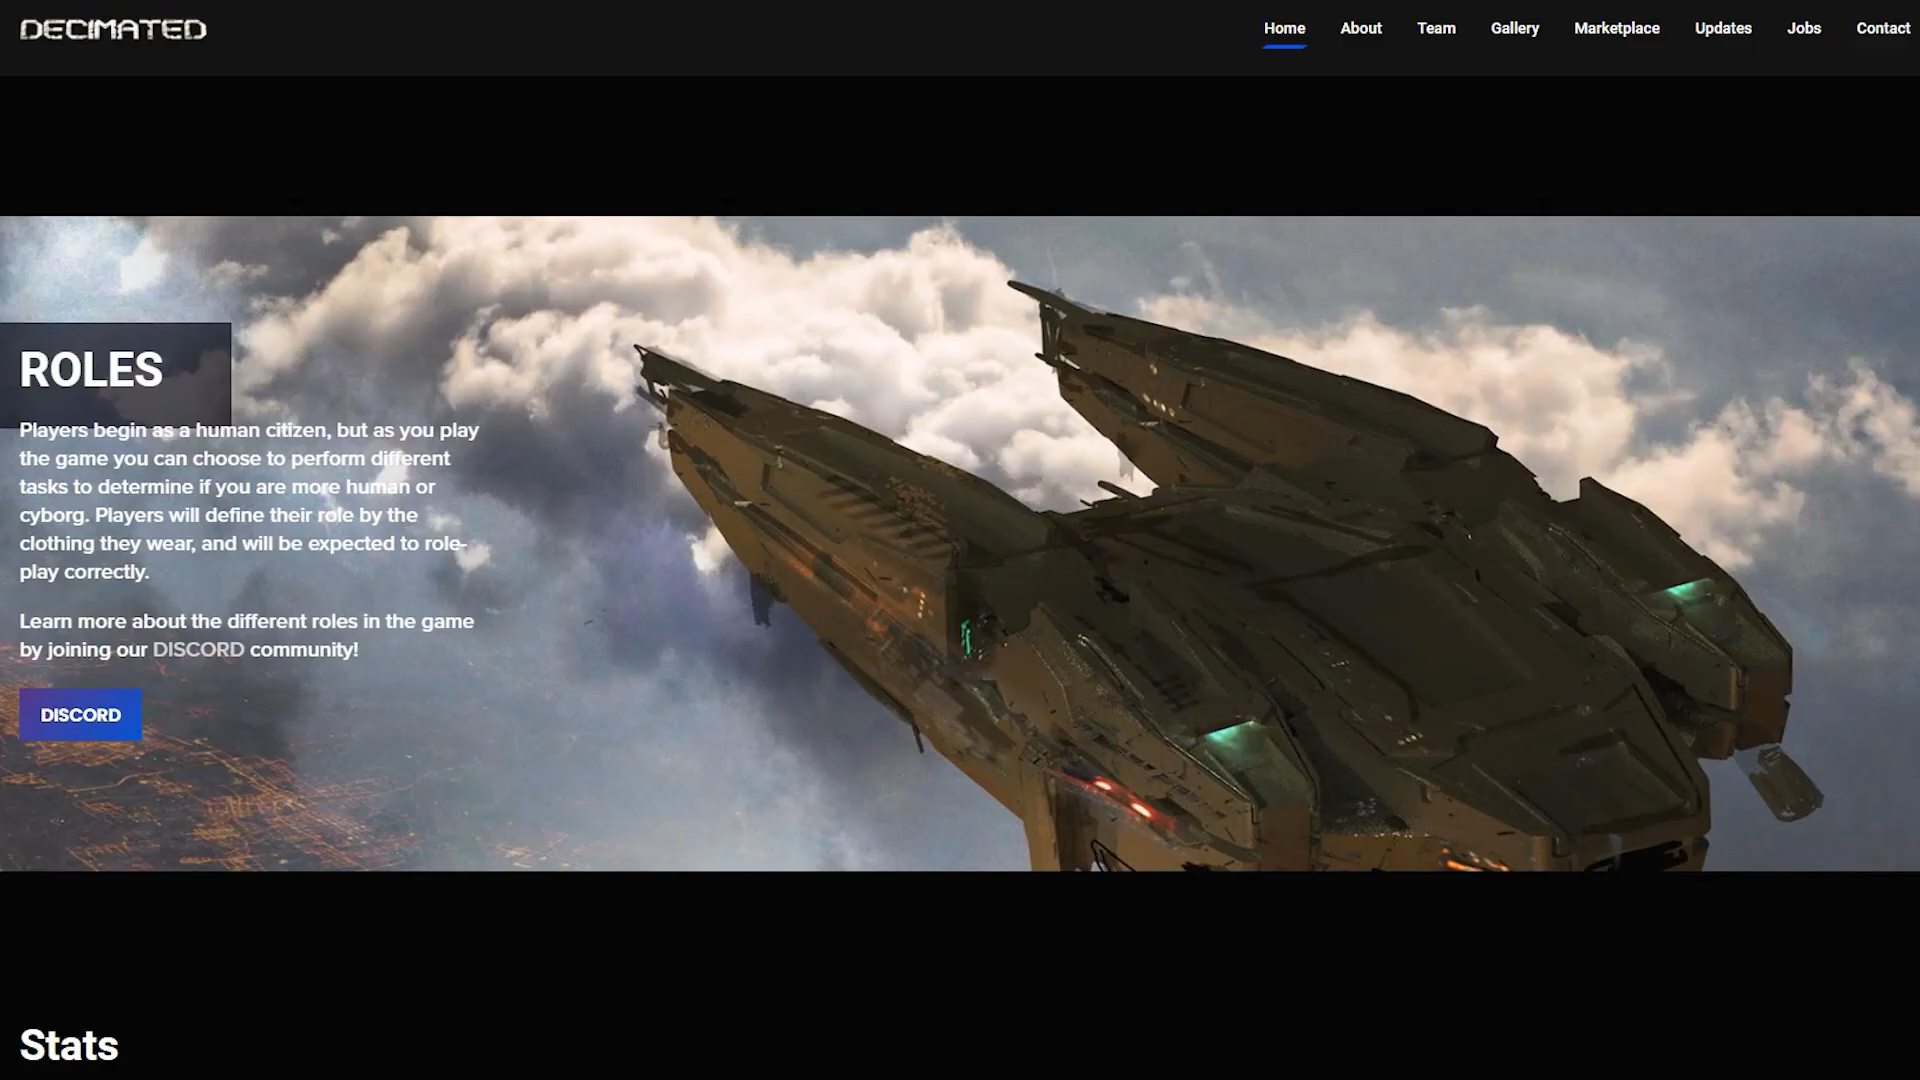 DECIMATED
Home About Team Gallery Marketplace Updates Jobs Contact
ROLES
Players begin as a human citizen, but as you play
the game you can choose to perform different
tasks to determine if you are more human or
cyborg. Players will define their role by the
clothing they wear, and will be expected to role-
play correctly.
Learn more about the different roles in the game
by joining our DISCORD community!
DISCORD
Stats